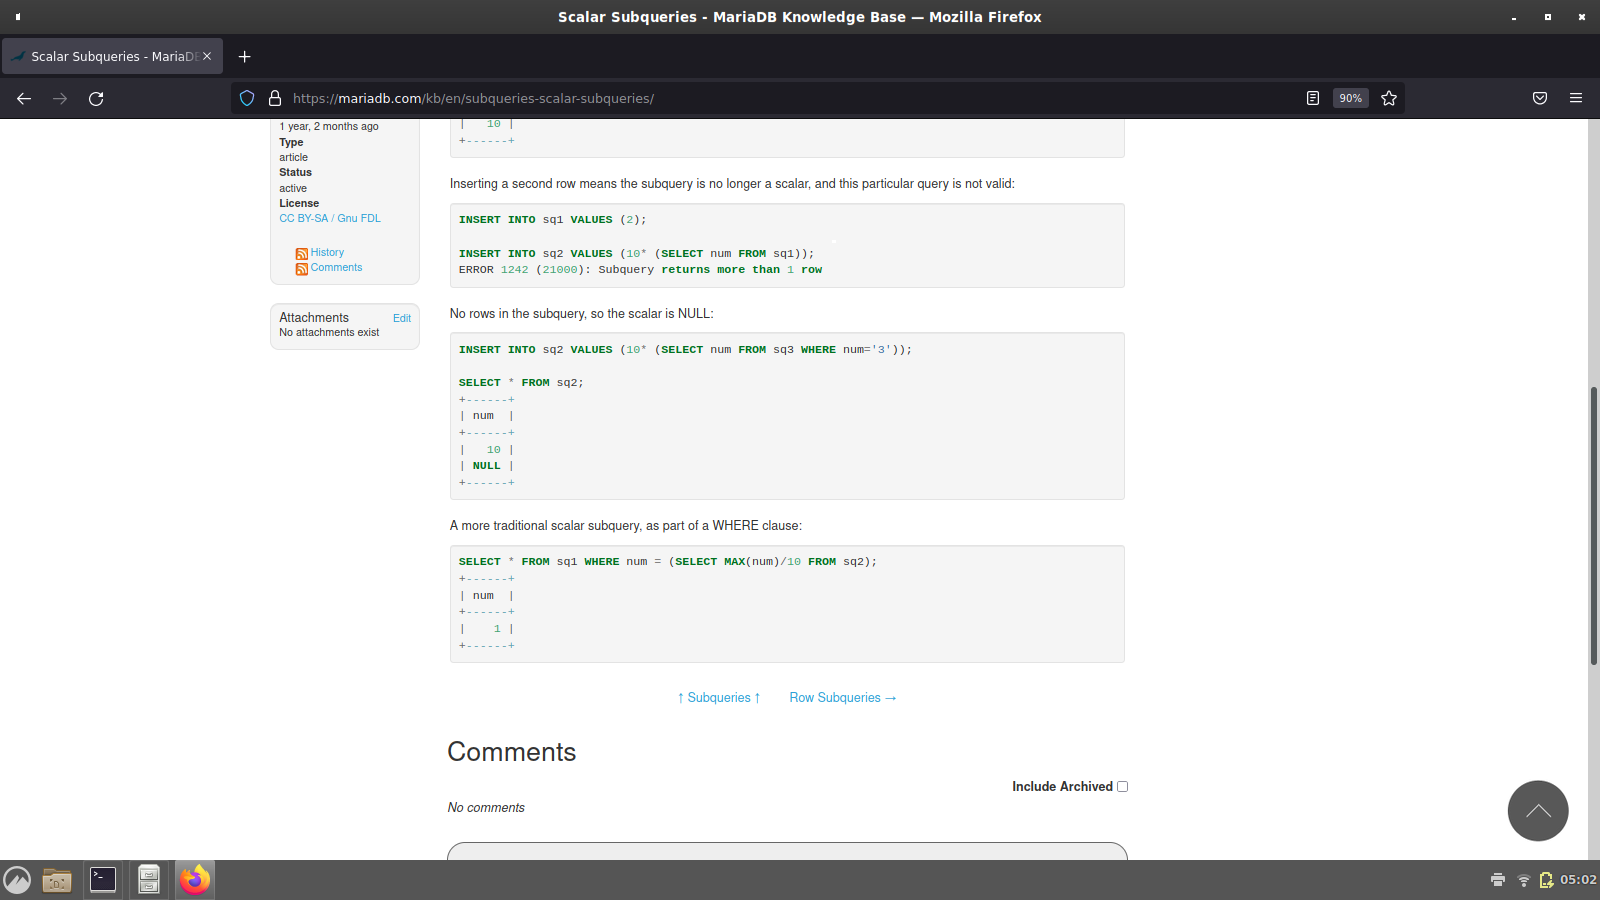 Scalar Subqueries - MariaDB Knowledge Base — Mozilla Firefox
Scalar Subqueries - MariaDB
https://mariadb.com/kb/en/subqueries-scalar-subqueries/
90%
1 year, 2 months ago
Type
article
Status
active
License
CC BY-SA / Gnu FDL
History
Comments
Attachments Edit
No attachments exist
|   10 |
+------+
Inserting a second row means the subquery is no longer a scalar, and this particular query is not valid:
INSERT INTO sq1 VALUES (2);
INSERT INTO sq2 VALUES (10* (SELECT num FROM sq1));
ERROR 1242 (21000): Subquery returns more than 1 row
No rows in the subquery, so the scalar is NULL:
INSERT INTO sq2 VALUES (10* (SELECT num FROM sq3 WHERE num='3'));
SELECT * FROM sq2;
+------+
| num  |
+------+
|   10 |
| NULL |
+------+
A more traditional scalar subquery, as part of a WHERE clause:
SELECT * FROM sq1 WHERE num = (SELECT MAX(num)/10 FROM sq2);
+------+
| num  |
+------+
|    1 |
+------+
↑ Subqueries ↑ Row Subqueries →
Comments
Include Archived
No comments
05:02